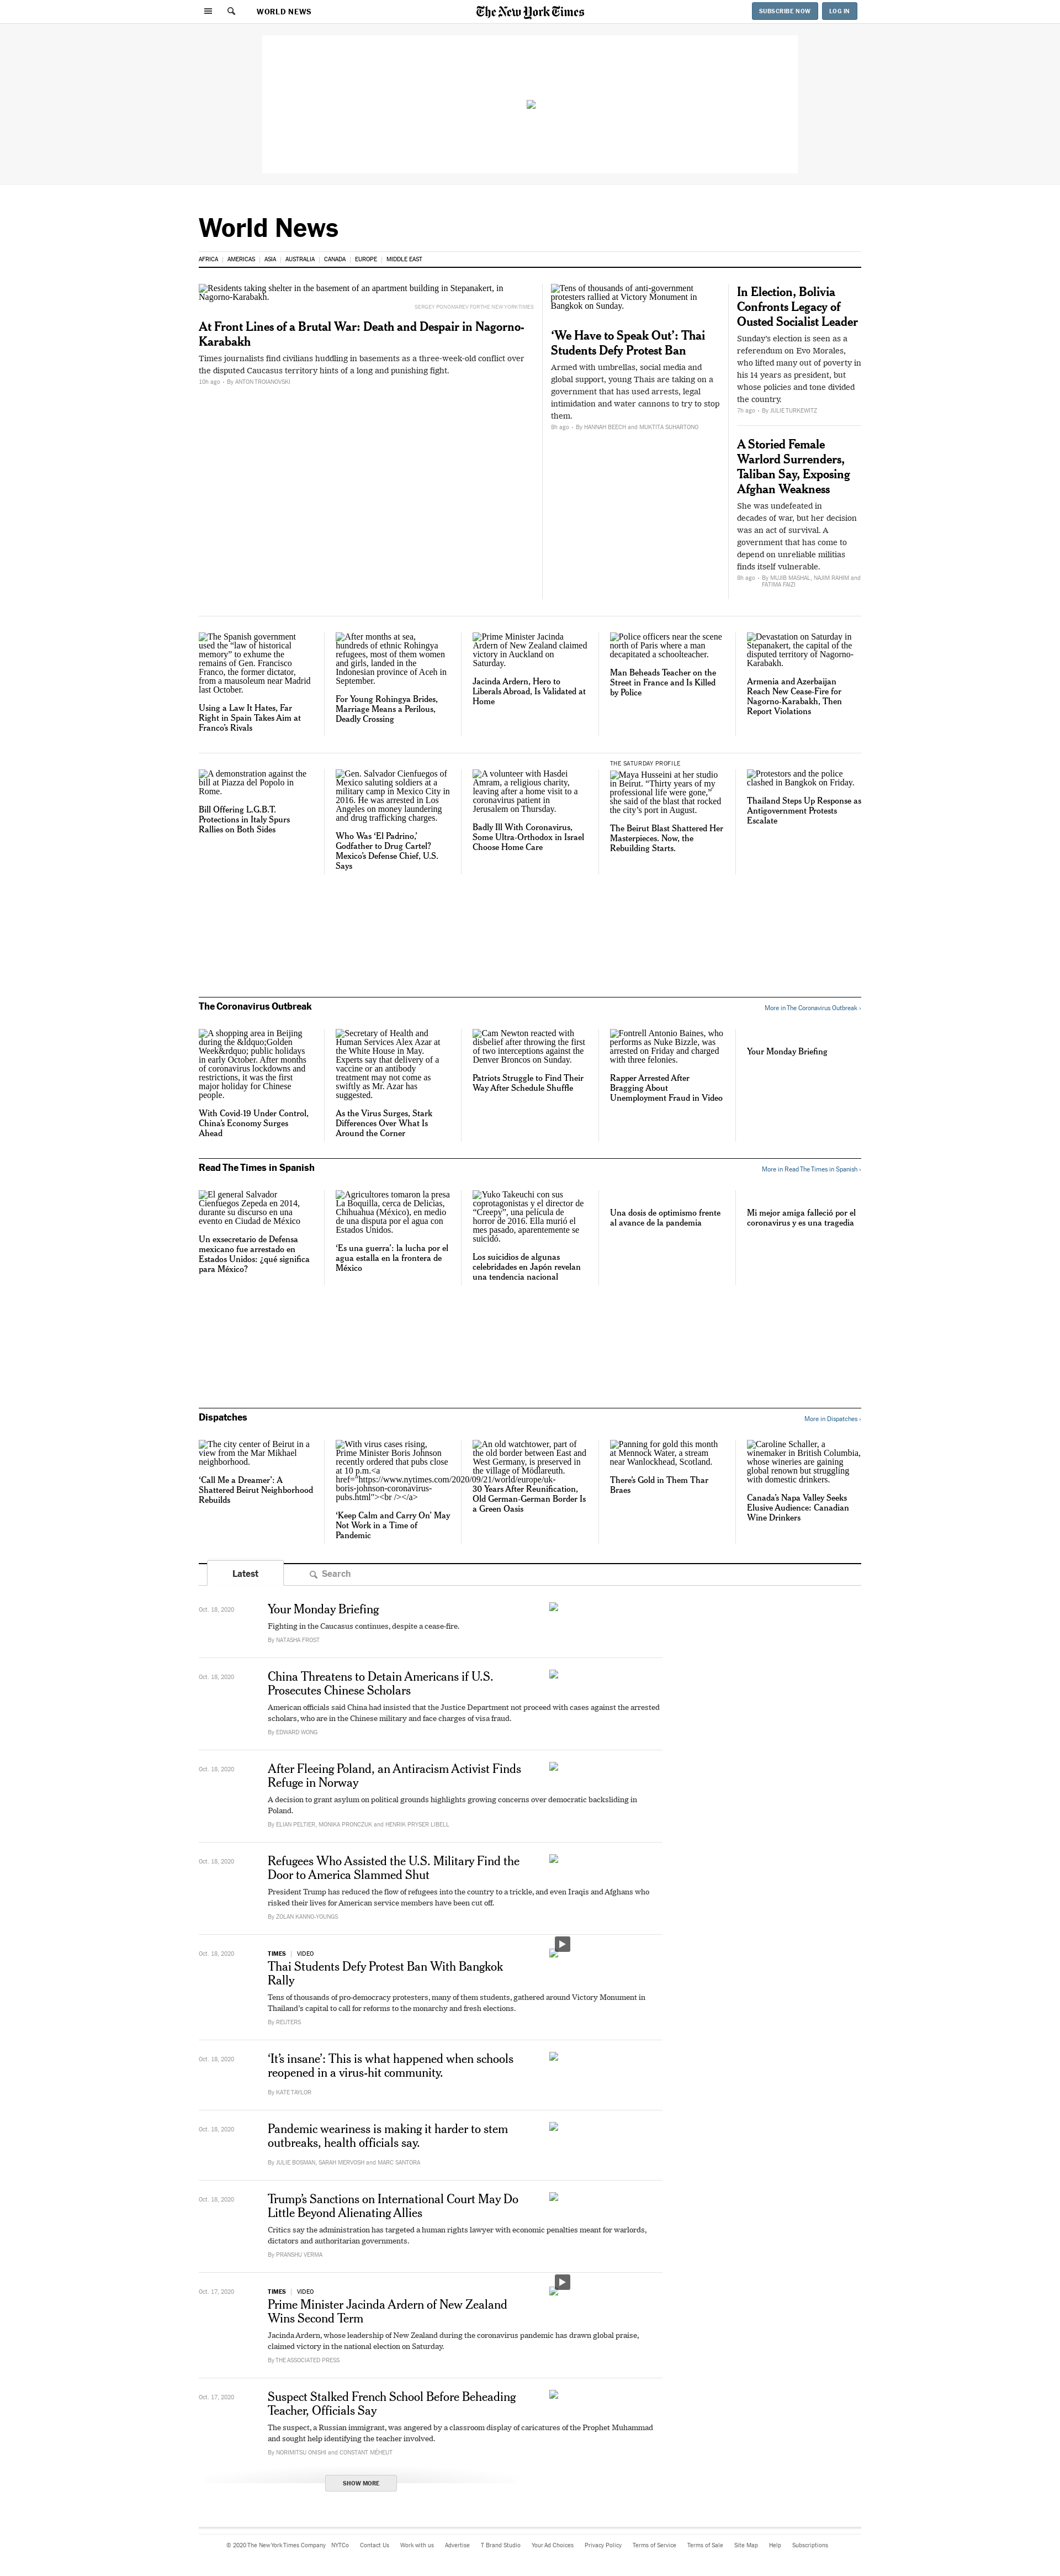 WORLD NEWS
The New York Times
SUBSCRIBE NOW
LOG IN
World News
AFRICA
AMERICAS
ASIA
AUSTRALIA
CANADA
EUROPE
MIDDLE EAST
Residents taking shelter in the basement of an apartment building in Stepanakert, in
Nagorno-Karabakh.
SERGEY PONOMAREV FOR THE NEW YORK TIMES
At Front Lines of a Brutal War: Death and Despair in Nagorno-
Karabakh
Times journalists find civilians huddling in basements as a three-week-old conflict over
the disputed Caucasus territory hints of a long and punishing fight.
10h ago · By ANTON TROIANOVSKI
Tens of thousands of anti-government
protesters rallied at Victory Monument in
Bangkok on Sunday.
‘We Have to Speak Out’: Thai
Students Defy Protest Ban
Armed with umbrellas, social media and
global support, young Thais are taking on a
government that has used arrests, legal
intimidation and water cannons to try to stop
them.
8h ago · By HANNAH BEECH and MUKTITA SUHARTONO
In Election, Bolivia
Confronts Legacy of
Ousted Socialist Leader
Sunday’s election is seen as a
referendum on Evo Morales,
who lifted many out of poverty in
his 14 years as president, but
whose policies and tone divided
the country.
7h ago · By JULIE TURKEWITZ
A Storied Female
Warlord Surrenders,
Taliban Say, Exposing
Afghan Weakness
She was undefeated in
decades of war, but her decision
was an act of survival. A
government that has come to
depend on unreliable militias
finds itself vulnerable.
8h ago · By MUJIB MASHAL, NAJIM RAHIM and
FATIMA FAIZI
The Spanish government
used the “law of historical
memory” to exhume the
remains of Gen. Francisco
Franco, the former dictator,
from a mausoleum near Madrid
last October.
Using a Law It Hates, Far
Right in Spain Takes Aim at
Franco’s Rivals
After months at sea,
hundreds of ethnic Rohingya
refugees, most of them women
and girls, landed in the
Indonesian province of Aceh in
September.
For Young Rohingya Brides,
Marriage Means a Perilous,
Deadly Crossing
Prime Minister Jacinda
Ardern of New Zealand claimed
victory in Auckland on
Saturday.
Jacinda Ardern, Hero to
Liberals Abroad, Is Validated at
Home
Police officers near the scene
north of Paris where a man
decapitated a schoolteacher.
Man Beheads Teacher on the
Street in France and Is Killed
by Police
Devastation on Saturday in
Stepanakert, the capital of the
disputed territory of Nagorno-
Karabakh.
Armenia and Azerbaijan
Reach New Cease-Fire for
Nagorno-Karabakh, Then
Report Violations
A demonstration against the
bill at Piazza del Popolo in
Rome.
Bill Offering L.G.B.T.
Protections in Italy Spurs
Rallies on Both Sides
Gen. Salvador Cienfuegos of
Mexico saluting soldiers at a
military camp in Mexico City in
2016. He was arrested in Los
Angeles on money laundering
and drug trafficking charges.
Who Was ‘El Padrino,’
Godfather to Drug Cartel?
Mexico’s Defense Chief, U.S.
Says
A volunteer with Hasdei
Amram, a religious charity,
leaving after a home visit to a
coronavirus patient in
Jerusalem on Thursday.
Badly Ill With Coronavirus,
Some Ultra-Orthodox in Israel
Choose Home Care
THE SATURDAY PROFILE
Maya Husseini at her studio
in Beirut. “Thirty years of my
professional life were gone,”
she said of the blast that rocked
the city’s port in August.
The Beirut Blast Shattered Her
Masterpieces. Now, the
Rebuilding Starts.
Protestors and the police
clashed in Bangkok on Friday.
Thailand Steps Up Response as
Antigovernment Protests
Escalate
The Coronavirus Outbreak
More in The Coronavirus Outbreak ›
A shopping area in Beijing
during the &ldquo;Golden
Week&rdquo; public holidays
in early October. After months
of coronavirus lockdowns and
restrictions, it was the first
major holiday for Chinese
people.
With Covid-19 Under Control,
China’s Economy Surges
Ahead
Secretary of Health and
Human Services Alex Azar at
the White House in May.
Experts say that delivery of a
vaccine or an antibody
treatment may not come as
swiftly as Mr. Azar has
suggested.
As the Virus Surges, Stark
Differences Over What Is
Around the Corner
Cam Newton reacted with
disbelief after throwing the first
of two interceptions against the
Denver Broncos on Sunday.
Patriots Struggle to Find Their
Way After Schedule Shuffle
Fontrell Antonio Baines, who
performs as Nuke Bizzle, was
arrested on Friday and charged
with three felonies.
Rapper Arrested After
Bragging About
Unemployment Fraud in Video
Your Monday Briefing
Read The Times in Spanish
More in Read The Times in Spanish ›
El general Salvador
Cienfuegos Zepeda en 2014,
durante su discurso en una
evento en Ciudad de México
Un exsecretario de Defensa
mexicano fue arrestado en
Estados Unidos: ¿qué significa
para México?
Agricultores tomaron la presa
La Boquilla, cerca de Delicias,
Chihuahua (México), en medio
de una disputa por el agua con
Estados Unidos.
‘Es una guerra’: la lucha por el
agua estalla en la frontera de
México
Yuko Takeuchi con sus
coprotagonistas y el director de
“Creepy”, una película de
horror de 2016. Ella murió el
mes pasado, aparentemente se
suicidó.
Los suicidios de algunas
celebridades en Japón revelan
una tendencia nacional
Una dosis de optimismo frente
al avance de la pandemia
Mi mejor amiga falleció por el
coronavirus y es una tragedia
Dispatches
More in Dispatches ›
The city center of Beirut in a
view from the Mar Mikhael
neighborhood.
‘Call Me a Dreamer’: A
Shattered Beirut Neighborhood
Rebuilds
With virus cases rising,
Prime Minister Boris Johnson
recently ordered that pubs close
at 10 p.m.<a
href="https://www.nytimes.com/2020/09/21/world/europe/uk-
boris-johnson-coronavirus-
pubs.html"><br /></a>
‘Keep Calm and Carry On’ May
Not Work in a Time of
Pandemic
An old watchtower, part of
the old border between East and
West Germany, is preserved in
the village of Mödlareuth.
30 Years After Reunification,
Old German-German Border Is
a Green Oasis
Panning for gold this month
at Mennock Water, a stream
near Wanlockhead, Scotland.
There’s Gold in Them Thar
Braes
Caroline Schaller, a
winemaker in British Columbia,
whose wineries are gaining
global renown but struggling
with domestic drinkers.
Canada’s Napa Valley Seeks
Elusive Audience: Canadian
Wine Drinkers
Latest
Search
Oct. 18, 2020
Your Monday Briefing
Fighting in the Caucasus continues, despite a cease-fire.
By NATASHA FROST
Oct. 18, 2020
China Threatens to Detain Americans if U.S.
Prosecutes Chinese Scholars
American officials said China had insisted that the Justice Department not proceed with cases against the arrested
scholars, who are in the Chinese military and face charges of visa fraud.
By EDWARD WONG
Oct. 18, 2020
After Fleeing Poland, an Antiracism Activist Finds
Refuge in Norway
A decision to grant asylum on political grounds highlights growing concerns over democratic backsliding in
Poland.
By ELIAN PELTIER, MONIKA PRONCZUK and HENRIK PRYSER LIBELL
Oct. 18, 2020
Refugees Who Assisted the U.S. Military Find the
Door to America Slammed Shut
President Trump has reduced the flow of refugees into the country to a trickle, and even Iraqis and Afghans who
risked their lives for American service members have been cut off.
By ZOLAN KANNO-YOUNGS
Oct. 18, 2020
TIMES | VIDEO
Thai Students Defy Protest Ban With Bangkok
Rally
Tens of thousands of pro-democracy protesters, many of them students, gathered around Victory Monument in
Thailand’s capital to call for reforms to the monarchy and fresh elections.
By REUTERS
Oct. 18, 2020
‘It’s insane’: This is what happened when schools
reopened in a virus-hit community.
By KATE TAYLOR
Oct. 18, 2020
Pandemic weariness is making it harder to stem
outbreaks, health officials say.
By JULIE BOSMAN, SARAH MERVOSH and MARC SANTORA
Oct. 18, 2020
Trump’s Sanctions on International Court May Do
Little Beyond Alienating Allies
Critics say the administration has targeted a human rights lawyer with economic penalties meant for warlords,
dictators and authoritarian governments.
By PRANSHU VERMA
Oct. 17, 2020
TIMES | VIDEO
Prime Minister Jacinda Ardern of New Zealand
Wins Second Term
Jacinda Ardern, whose leadership of New Zealand during the coronavirus pandemic has drawn global praise,
claimed victory in the national election on Saturday.
By THE ASSOCIATED PRESS
Oct. 17, 2020
Suspect Stalked French School Before Beheading
Teacher, Officials Say
The suspect, a Russian immigrant, was angered by a classroom display of caricatures of the Prophet Muhammad
and sought help identifying the teacher involved.
By NORIMITSU ONISHI and CONSTANT MÉHEUT
SHOW MORE
© 2020 The New York Times Company
NYTCo
Contact Us
Work with us
Advertise
T Brand Studio
Your Ad Choices
Privacy Policy
Terms of Service
Terms of Sale
Site Map
Help
Subscriptions